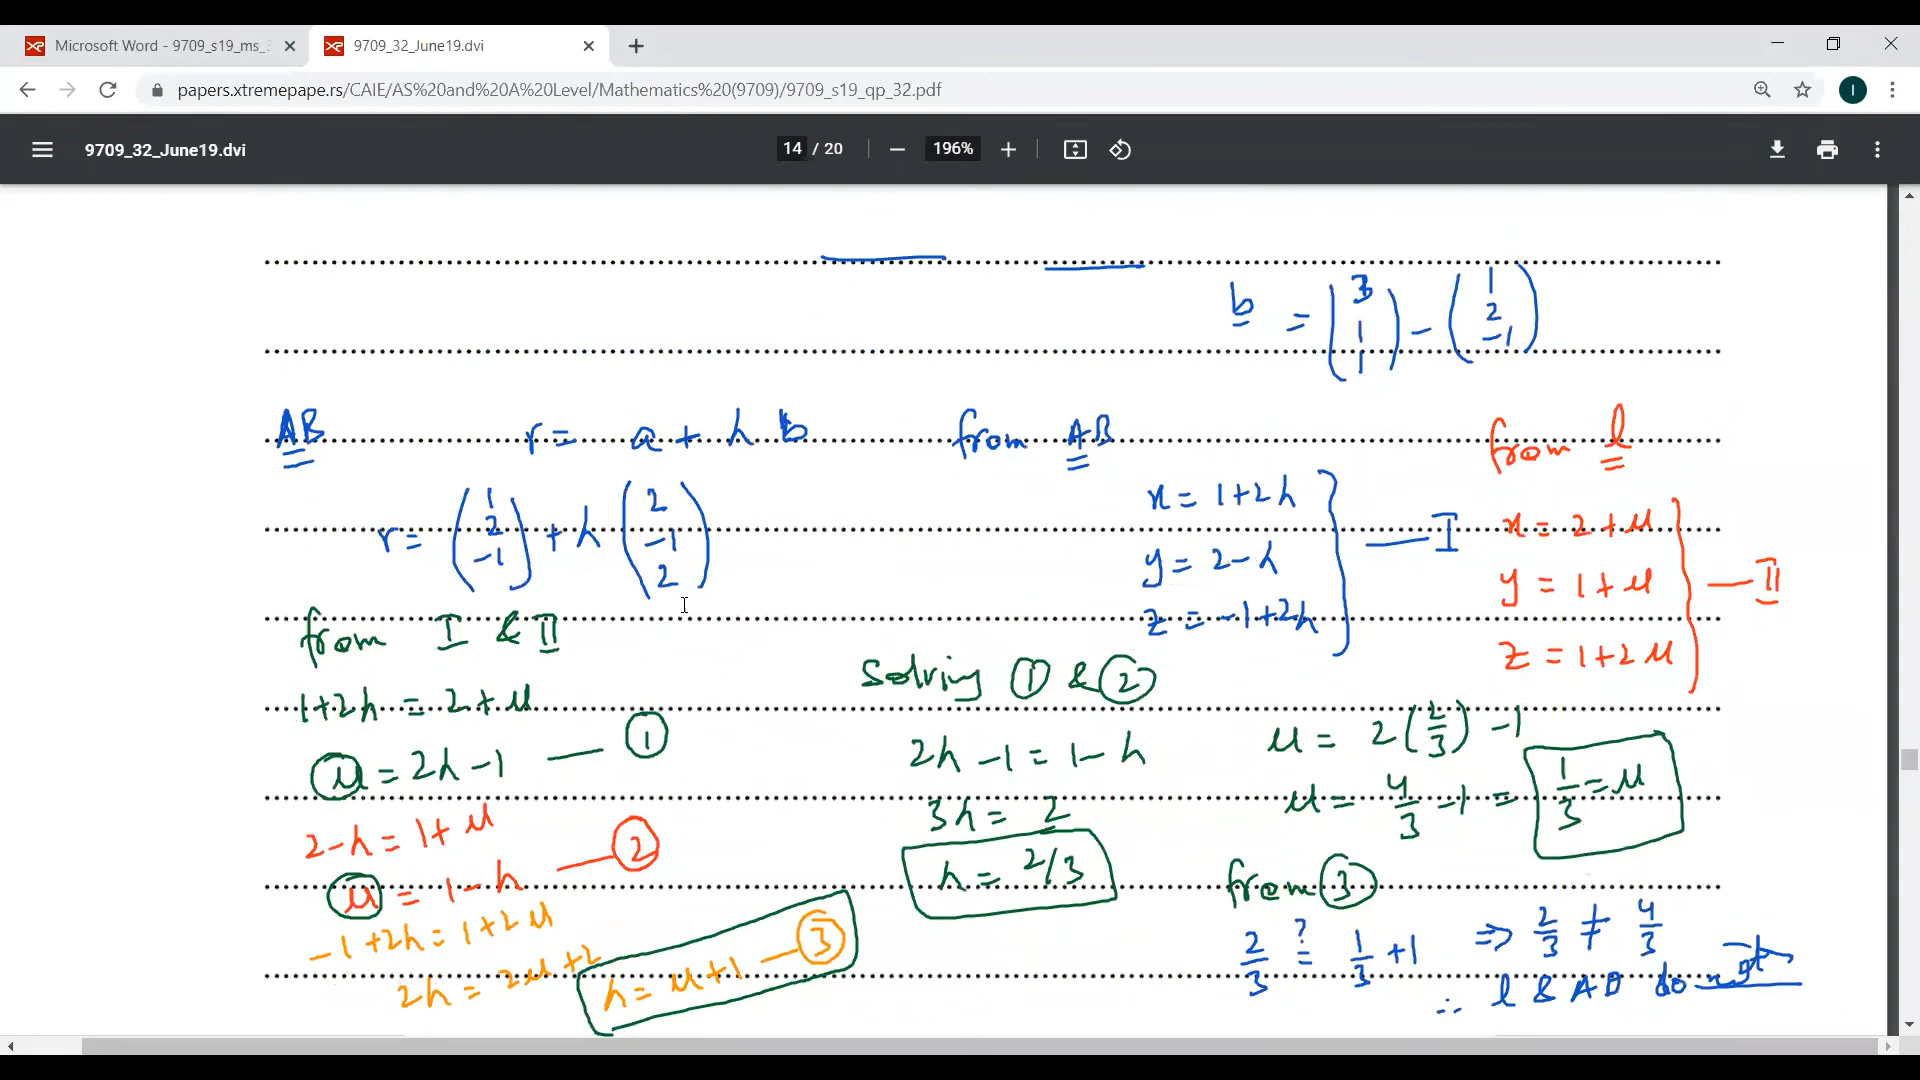 Microsoft Word - 9709_s19_ms_
9709_32_June19.dvi
papers.xtremepape.rs/CAIE/AS%20and%20A%20Level/Mathematics%20(9709)/9709_s19_qp_32.pdf
I
9709_32_June19.dvi
14 / 20
196%
b = (3 1 1) - (1 2 -1)
AB r = a + λ b from AB from l
r = (1 2 -1) + λ (2 -1 2)
x = 1+2λ
y = 2-λ
z = -1+2λ
I
x = 2+μ
y = 1+μ
z = 1+2μ
II
from I & II
1+2λ = 2+μ
μ = 2λ-1 — ①
2-λ = 1+μ
μ = 1-λ — ②
-1+2λ = 1+2μ
2λ = 2μ+2
λ = μ+1 — ③
Solving ① & ②
2λ-1 = 1-λ
3λ = 2
λ = 2/3
μ = 2(2/3) -1
μ = 4/3 -1 = 1/3 = μ
from ③
2/3 ?= 1/3 +1 ⇒ 2/3 ≠ 4/3
∴ l & AB do not